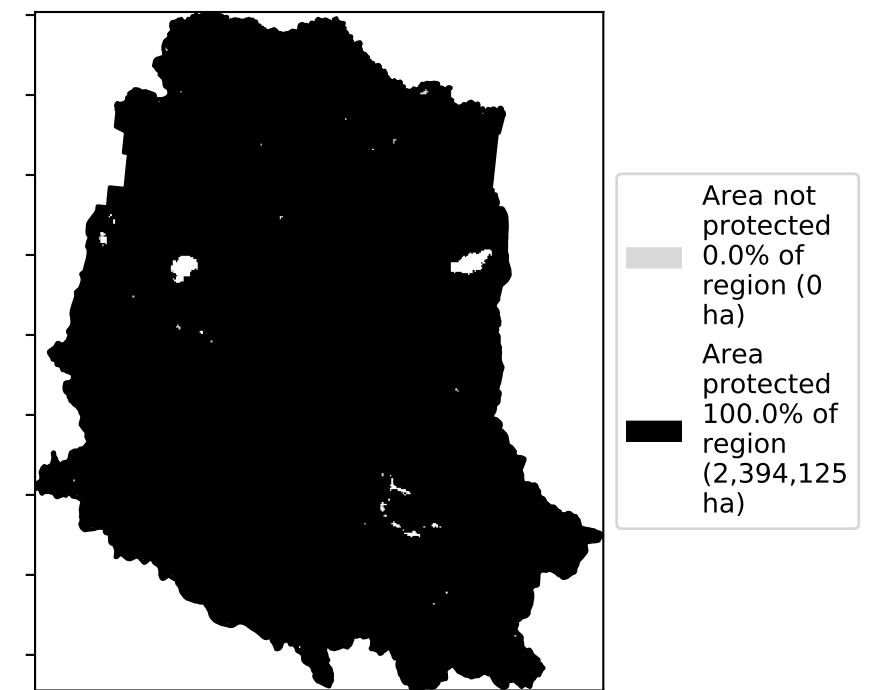 Area not
protected
0.0% of
region (0
ha)
Area
protected
100.0% of
region
(2,394,125
ha)